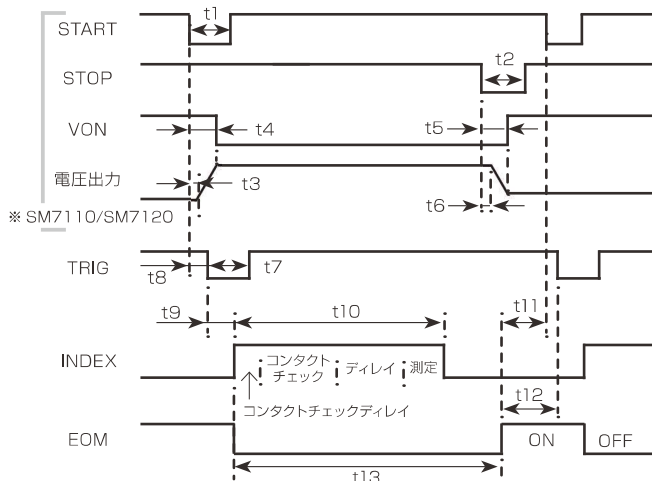 START
t1
STOP
t2
VON
t4
t5
電圧出力
t3
t6
※ SM7110/SM7120
TRIG
t8
t7
t9
t10
t11
INDEX
コンタクト
チェック
ディレイ
測定
コンタクトチェックディレイ
t12
EOM
ON
OFF
t13